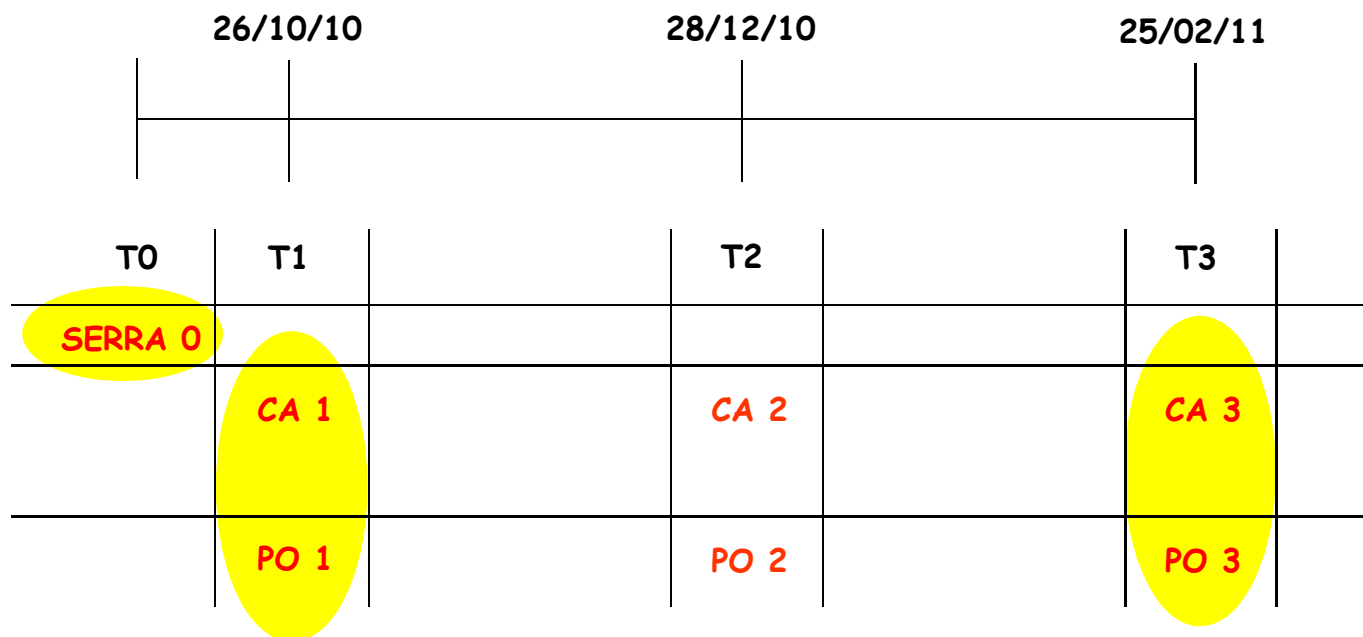 26/10/10 28/12/10 25/02/11
T0 T1 T2 T3
SERRA 0
CA 1 CA 2 CA 3
PO 1 PO 2 PO 3